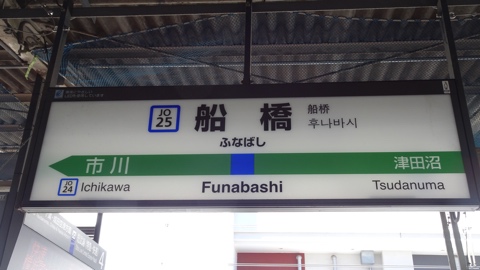 JO
25
船橋
船桥
후나바시
ふなばし
市川
津田沼
JO
24
Ichikawa
Funabashi
Tsudanuma
4